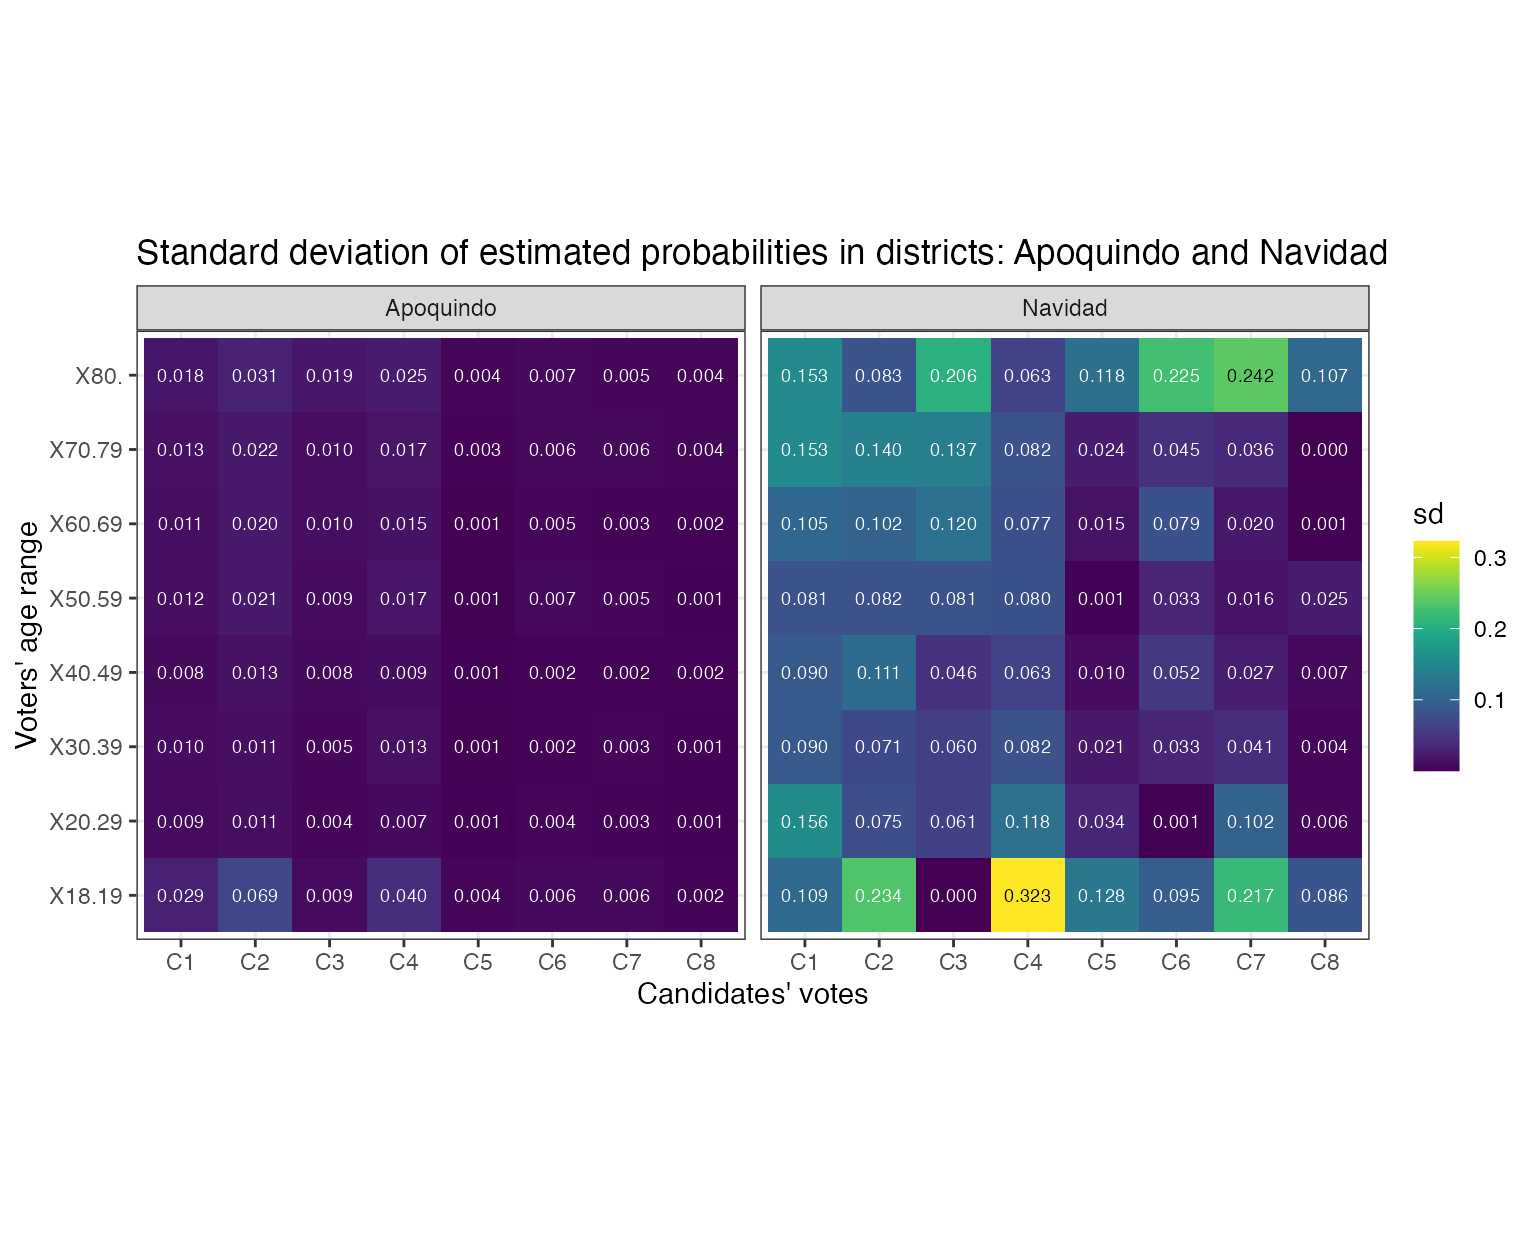 Standard deviation of estimated probabilities in districts: Apoquindo and Navidad
Apoquindo
Navidad
X80. 0.018 0.031 0.019 0.025 0.004 0.007 0.005 0.004 0.153 0.083 0.206 0.063 0.118 0.225 0.242 0.107
X70.79 0.013 0.022 0.010 0.017 0.003 0.006 0.006 0.004 0.153 0.140 0.137 0.082 0.024 0.045 0.036 0.000
X60.69 0.011 0.020 0.010 0.015 0.001 0.005 0.003 0.002 0.105 0.102 0.120 0.077 0.015 0.079 0.020 0.001
X50.59 0.012 0.021 0.009 0.017 0.001 0.007 0.005 0.001 0.081 0.082 0.081 0.080 0.001 0.033 0.016 0.025
X40.49 0.008 0.013 0.008 0.009 0.001 0.002 0.002 0.002 0.090 0.111 0.046 0.063 0.010 0.052 0.027 0.007
X30.39 0.010 0.011 0.005 0.013 0.001 0.002 0.003 0.001 0.090 0.071 0.060 0.082 0.021 0.033 0.041 0.004
X20.29 0.009 0.011 0.004 0.007 0.001 0.004 0.003 0.001 0.156 0.075 0.061 0.118 0.034 0.001 0.102 0.006
X18.19 0.029 0.069 0.009 0.040 0.004 0.006 0.006 0.002 0.109 0.234 0.000 0.323 0.128 0.095 0.217 0.086
C1 C2 C3 C4 C5 C6 C7 C8 C1 C2 C3 C4 C5 C6 C7 C8
Candidates' votes
Voters' age range
sd
0.3
0.2
0.1